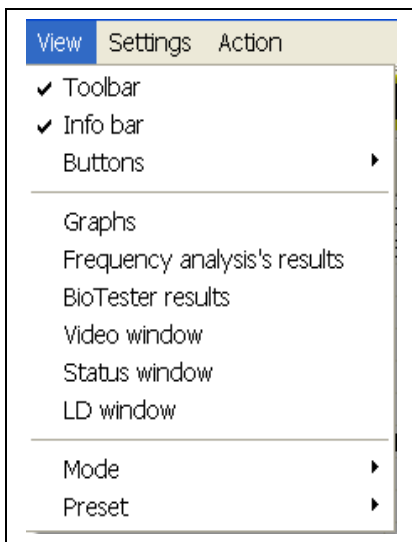 View Settings Action
Toolbar
Info bar
Buttons
Graphs
Frequency analysis's results
BioTester results
Video window
Status window
LD window
Mode
Preset